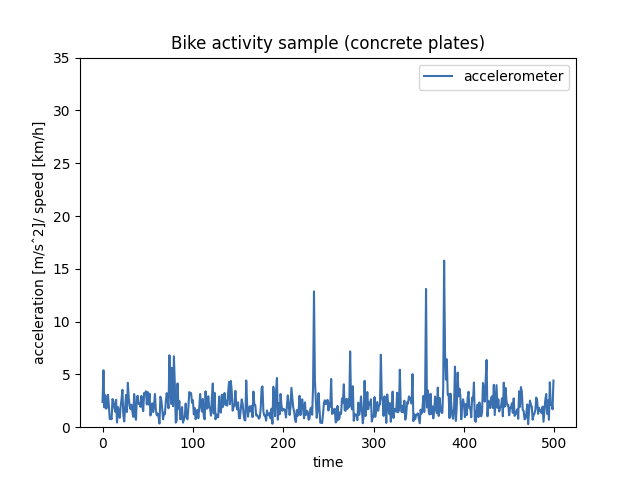 Bike activity sample (concrete plates)
accelerometer
acceleration [m/sˆ2]/ speed [km/h]
35
30
25
20
15
10
5
0
0 100 200 300 400 500
time